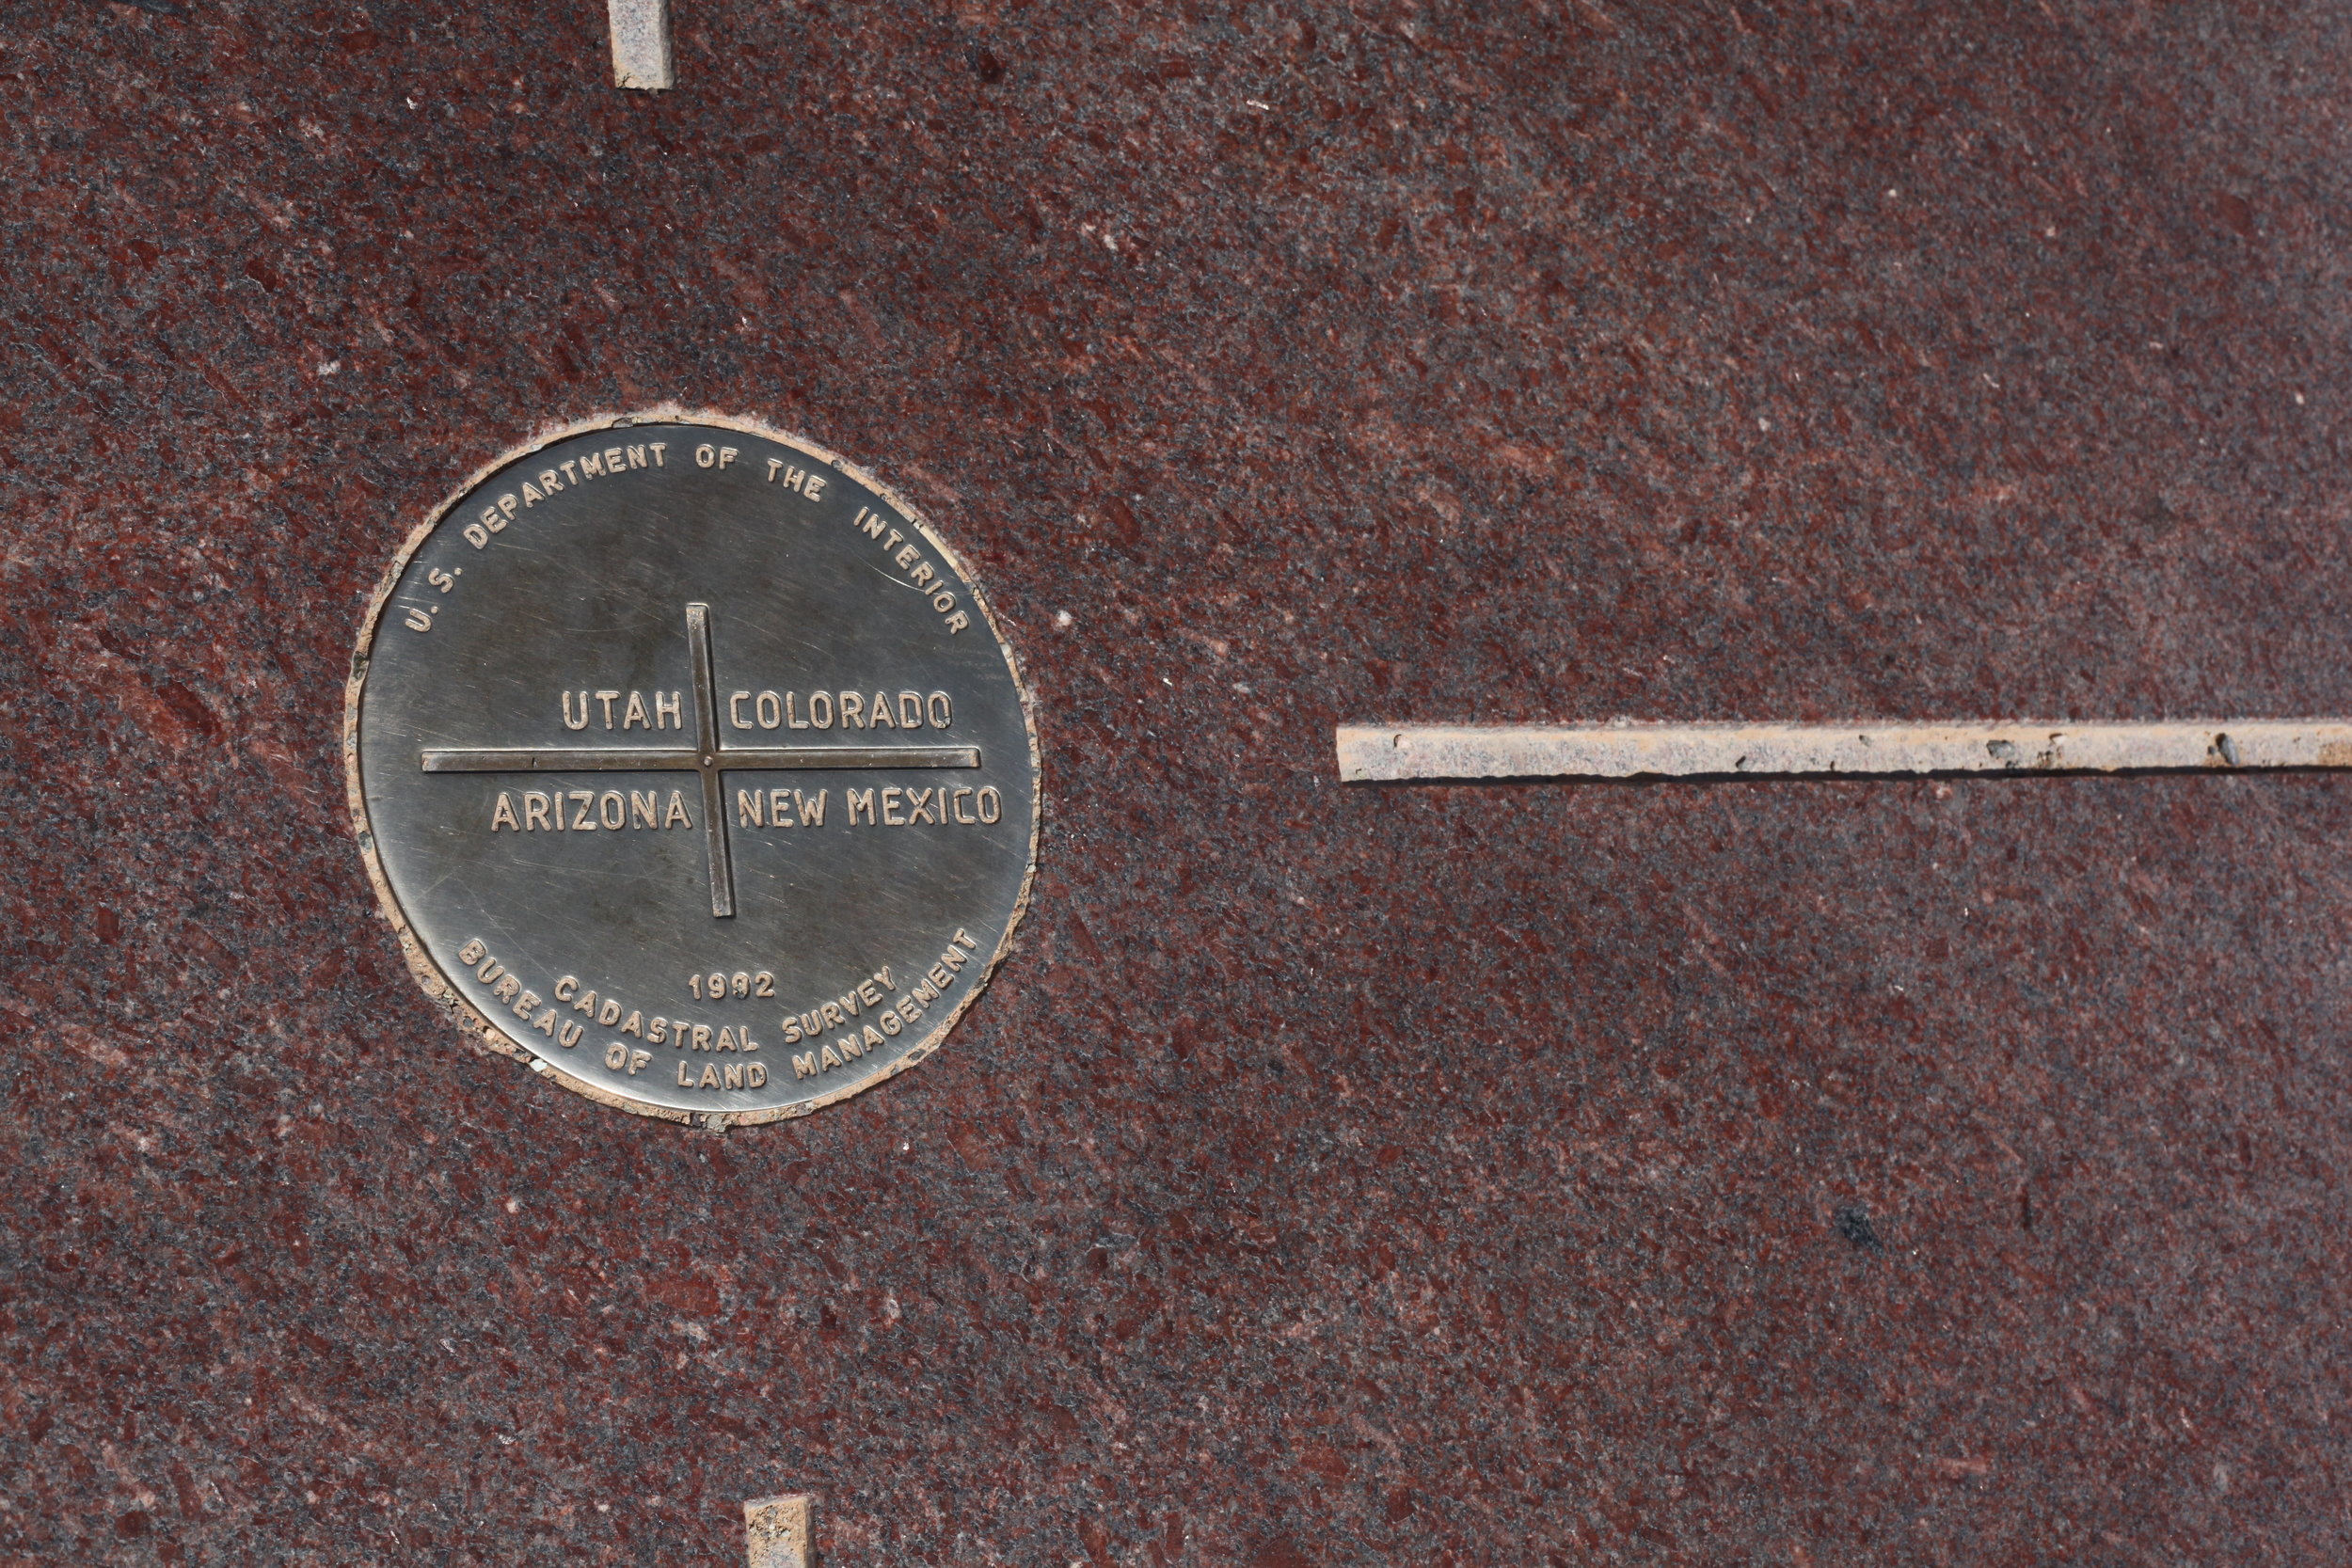 U. S. DEPARTMENT OF THE INTERIOR
UTAH COLORADO
ARIZONA NEW MEXICO
1992
CADASTRAL SURVEY
BUREAU OF LAND MANAGEMENT